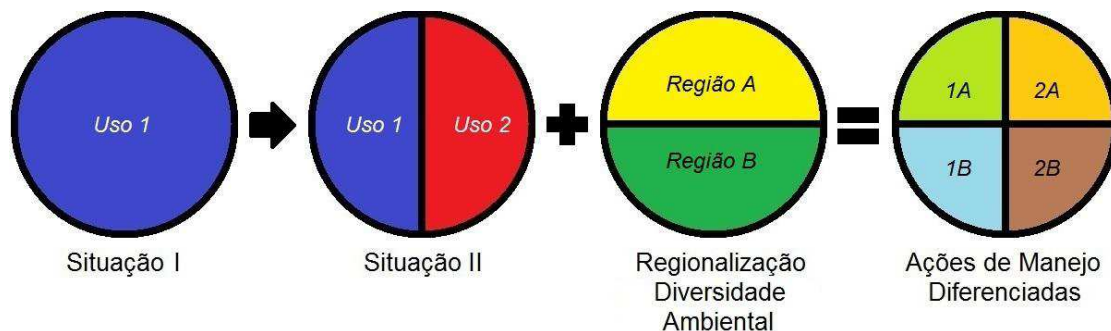 Uso 1
Uso 1
Uso 2
Região A
Região B
1A
2A
1B
2B
Situação I
Situação II
Regionalização
Diversidade
Ambiental
Ações de Manejo
Diferenciadas